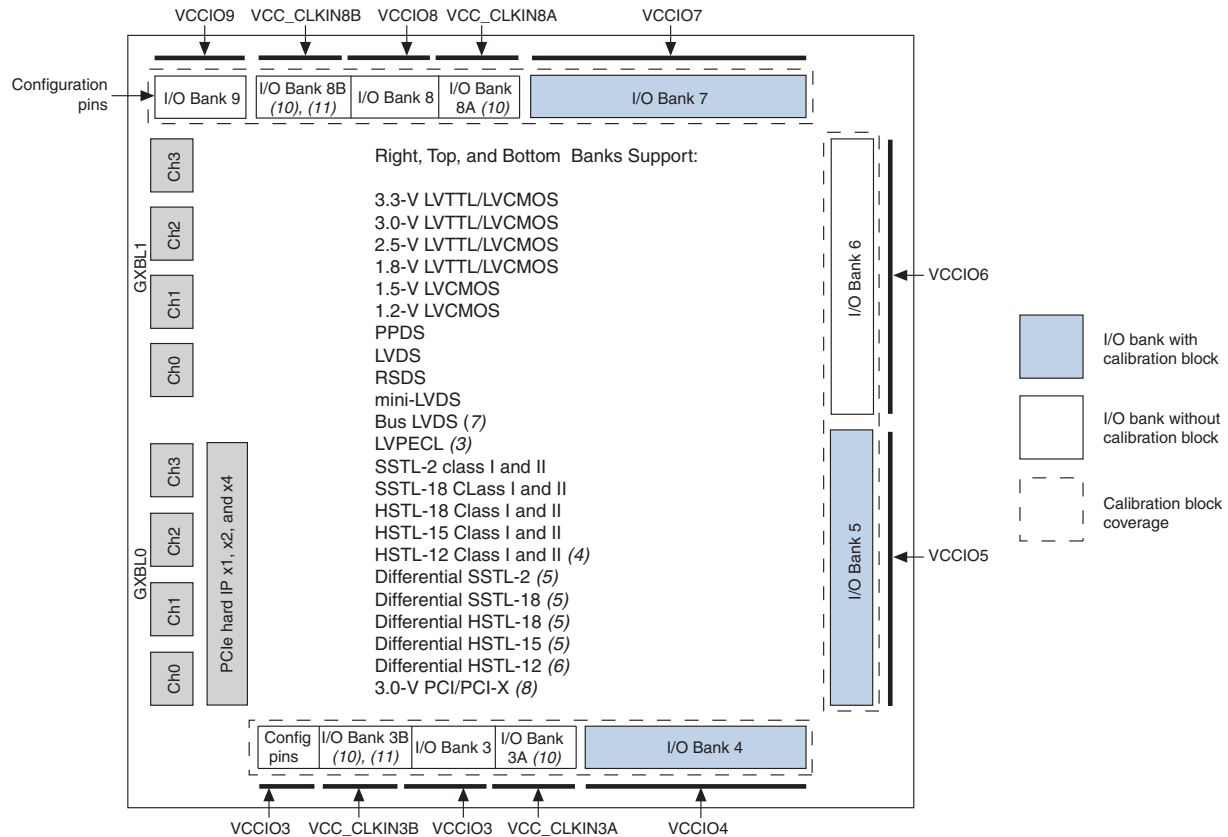 VCCIO9
VCC_CLKIN8B
VCCIO8
VCC_CLKIN8A
VCCIO7
Configuration
pins
I/O Bank 9
I/O Bank 8B
(10), (11)
I/O Bank 8
I/O Bank
8A (10)
I/O Bank 7
Ch3
Ch2
Ch1
Ch0
GXBL1
Ch3
Ch2
Ch1
Ch0
GXBL0
PCIe hard IP x1, x2, and x4
Right, Top, and Bottom Banks Support:
3.3-V LVTTL/LVCMOS
3.0-V LVTTL/LVCMOS
2.5-V LVTTL/LVCMOS
1.8-V LVTTL/LVCMOS
1.5-V LVCMOS
1.2-V LVCMOS
PPDS
LVDS
RSDS
mini-LVDS
Bus LVDS (7)
LVPECL (3)
SSTL-2 class I and II
SSTL-18 CLass I and II
HSTL-18 Class I and II
HSTL-15 Class I and II
HSTL-12 Class I and II (4)
Differential SSTL-2 (5)
Differential SSTL-18 (5)
Differential HSTL-18 (5)
Differential HSTL-15 (5)
Differential HSTL-12 (6)
3.0-V PCI/PCI-X (8)
I/O Bank 6
VCCIO6
I/O Bank 5
VCCIO5
I/O bank with
calibration block
I/O bank without
calibration block
Calibration block
coverage
Config
pins
I/O Bank 3B
(10), (11)
I/O Bank 3
I/O Bank
3A (10)
I/O Bank 4
VCCIO3
VCC_CLKIN3B
VCCIO3
VCC_CLKIN3A
VCCIO4